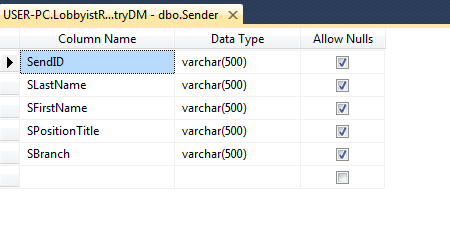 USER-PC.LobbyistR...tryDM - dbo.Sender
Column Name Data Type Allow Nulls
SendID varchar(500)
SLastName varchar(500)
SFirstName varchar(500)
SPositionTitle varchar(500)
SBranch varchar(500)